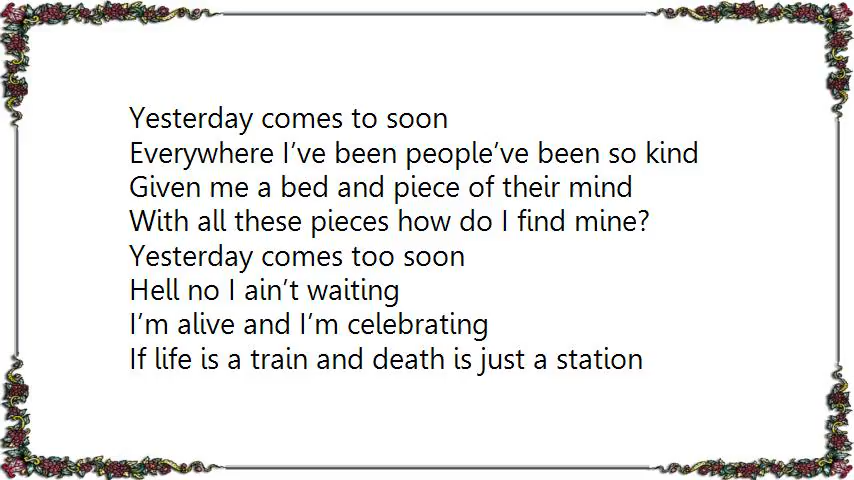 Yesterday comes to soon
Everywhere I’ve been people’ve been so kind
Given me a bed and piece of their mind
With all these pieces how do I find mine?
Yesterday comes too soon
Hell no I ain’t waiting
I’m alive and I’m celebrating
If life is a train and death is just a station